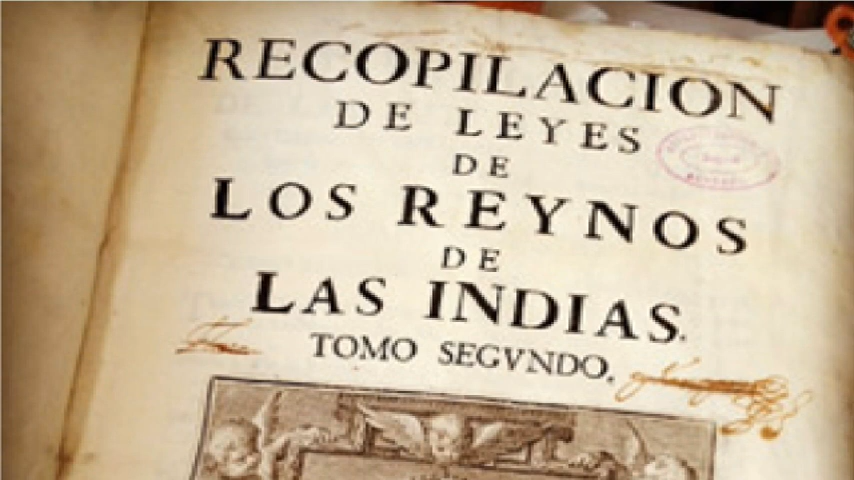 RECOPILACION
DE LEYES
DE
LOS REYNOS
DE
LAS INDIAS.
TOMO SEGVNDO.